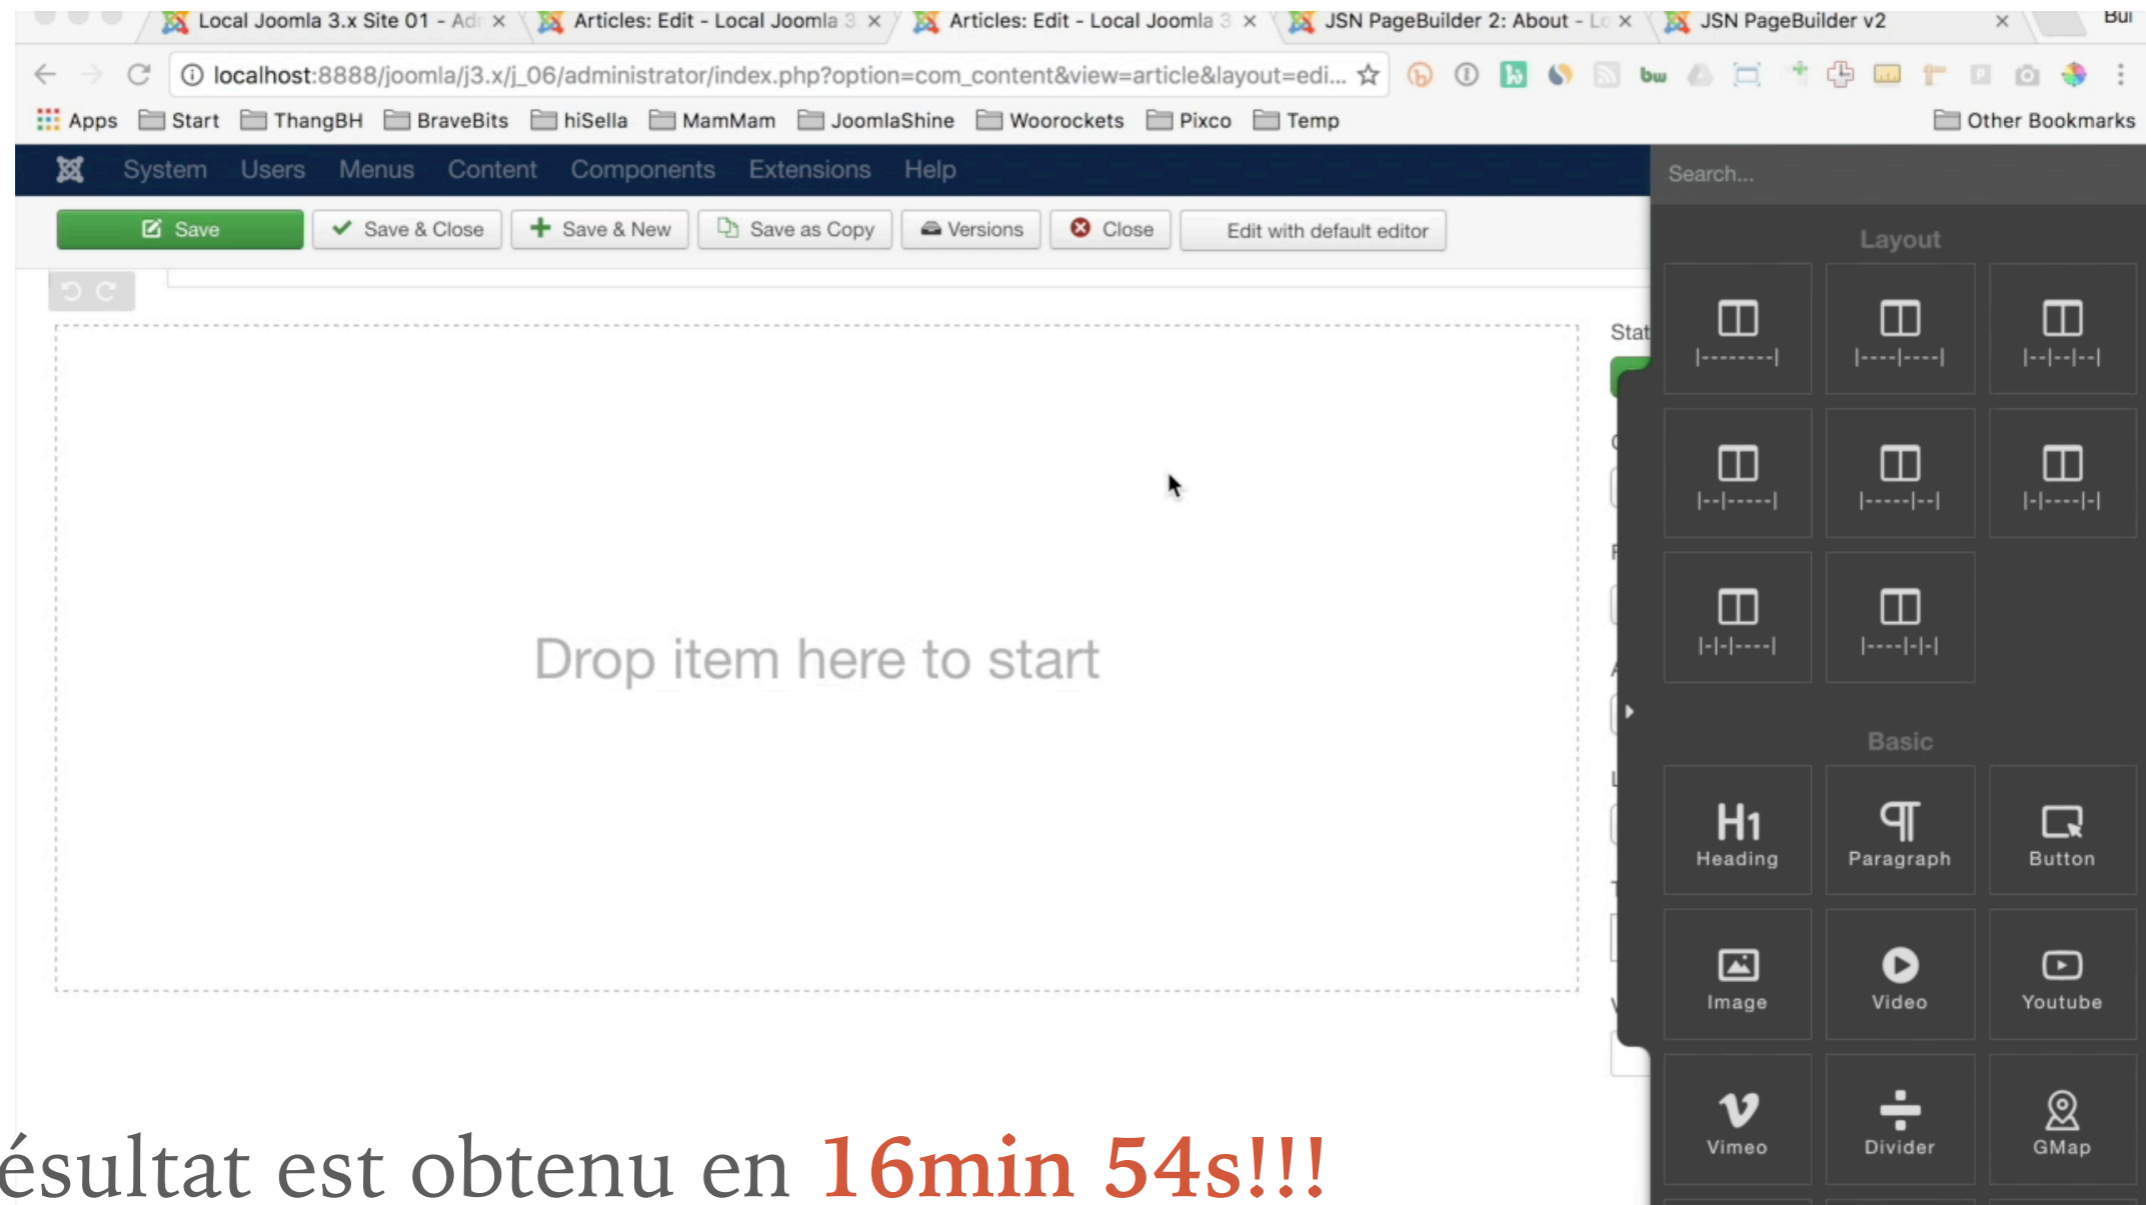 Local Joomla 3.x Site 01 - Adn
Articles: Edit - Local Joomla 3
Articles: Edit - Local Joomla 3
JSN PageBuilder 2: About - Lo
JSN PageBuilder v2
Bui
localhost:8888/joomla/j3.x/j_06/administrator/index.php?option=com_content&view=article&layout=edi...
Apps Start ThangBH BraveBits hiSella MamMam JoomlaShine Woorockets Pixco Temp Other Bookmarks
System Users Menus Content Components Extensions Help
Search...
Save Save & Close Save & New Save as Copy Versions Close Edit with default editor
Layout
Stat
|--------| |----|----| |--|--|--|
|--|-----| |-----|--| |-|----|-|
|-|-|----| |----|-|-|
Drop item here to start
Basic
H1
Heading Paragraph Button
Image Video Youtube
Vimeo Divider GMap
ésultat est obtenu en 16min 54s!!!